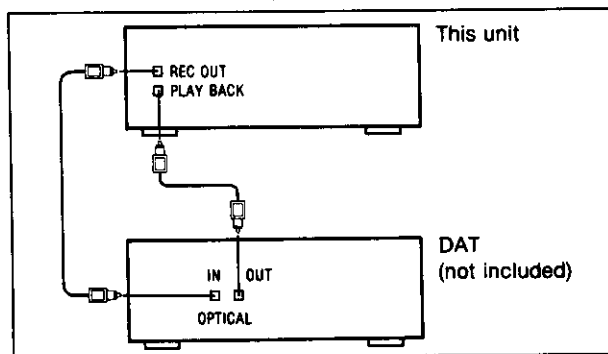 This unit
REC OUT
PLAY BACK
DAT
(not included)
IN OUT
OPTICAL